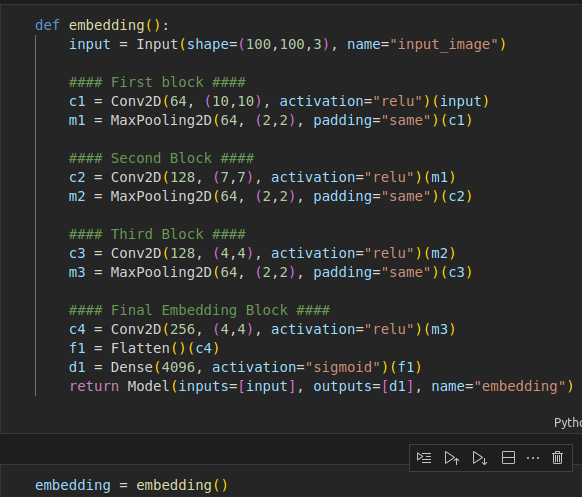 def embedding():
    input = Input(shape=(100,100,3), name="input_image")
    #### First block ####
    c1 = Conv2D(64, (10,10), activation="relu")(input)
    m1 = MaxPooling2D(64, (2,2), padding="same")(c1)
    #### Second Block ####
    c2 = Conv2D(128, (7,7), activation="relu")(m1)
    m2 = MaxPooling2D(64, (2,2), padding="same")(c2)
    #### Third Block ####
    c3 = Conv2D(128, (4,4), activation="relu")(m2)
    m3 = MaxPooling2D(64, (2,2), padding="same")(c3)
    #### Final Embedding Block ####
    c4 = Conv2D(256, (4,4), activation="relu")(m3)
    f1 = Flatten()(c4)
    d1 = Dense(4096, activation="sigmoid")(f1)
    return Model(inputs=[input], outputs=[d1], name="embedding")
Pytho
embedding = embedding()